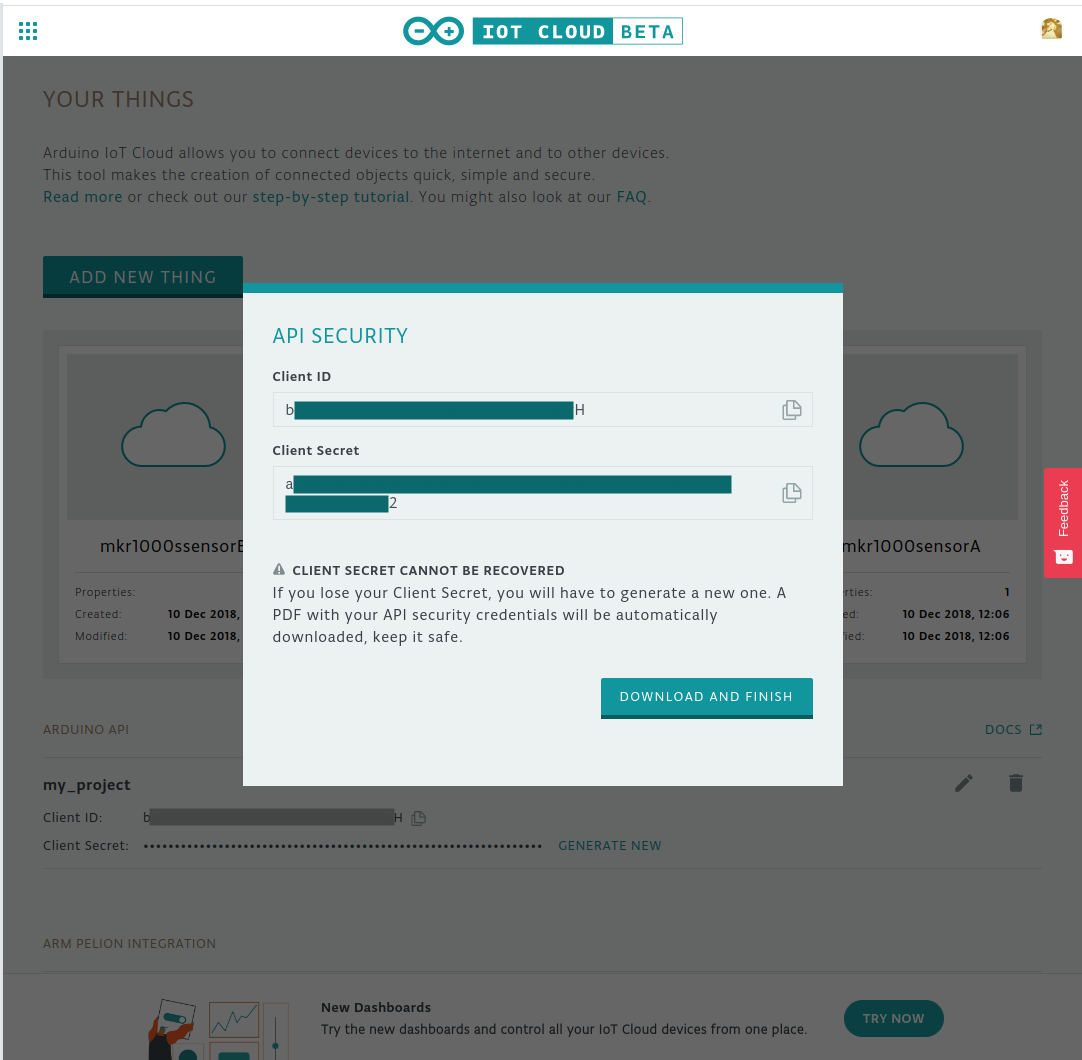 IOT CLOUD BETA
YOUR THINGS
Arduino IoT Cloud allows you to connect devices to the internet and to other devices.
This tool makes the creation of connected objects quick, simple and secure.
Read more or check out our step-by-step tutorial. You might also look at our FAQ.
ADD NEW THING
API SECURITY
Client ID
b H
Client Secret
a
2
CLIENT SECRET CANNOT BE RECOVERED
If you lose your Client Secret, you will have to generate a new one. A
PDF with your API security credentials will be automatically
downloaded, keep it safe.
DOWNLOAD AND FINISH
mkr1000ssensor
Properties:
Created: 10 Dec 2018,
Modified: 10 Dec 2018,
mkr1000sensorA
rties: 1
ed: 10 Dec 2018, 12:06
fied: 10 Dec 2018, 12:06
Feedback
ARDUINO API
DOCS
my_project
Client ID: b H
Client Secret: •••••••••••••••••••••••••••••••••••••••••••••••••••••••••••••••• GENERATE NEW
ARM PELION INTEGRATION
New Dashboards
Try the new dashboards and control all your IoT Cloud devices from one place.
TRY NOW